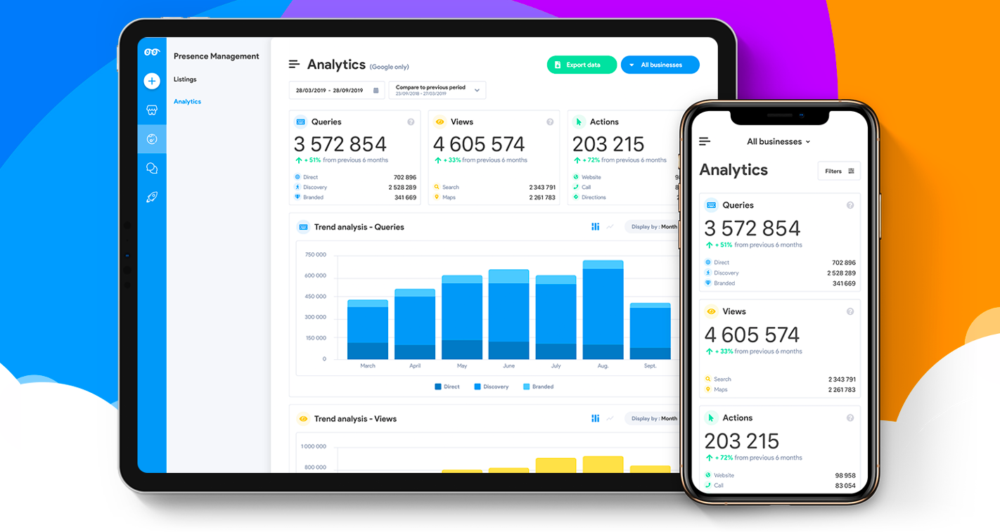 Presence Management
Listings
Analytics
Analytics (Google only)
Export data
All businesses
28/03/2019 - 28/09/2019
Compare to previous period
23/09/2018 - 27/03/2019
Queries
3 572 854
+ 51% from previous 6 months
Direct 702 896
Discovery 2 528 289
Branded 341 669
Views
4 605 574
+ 33% from previous 6 months
Search 2 343 791
Maps 2 261 783
Actions
203 215
+ 72% from previous 6 months
Website 98
Call 8
Directions
Trend analysis - Queries
Display by : Month
750 000
600 000
450 000
300 000
150 000
0
March April May June July Aug. Sept.
Direct Discovery Branded
Trend analysis - Views
Display by : Month
1 000 000
800 000
All businesses
Analytics
Filters
Queries
3 572 854
+ 51% from previous 6 months
Direct 702 896
Discovery 2 528 289
Branded 341 669
Views
4 605 574
+ 33% from previous 6 months
Search 2 343 791
Maps 2 261 783
Actions
203 215
+ 72% from previous 6 months
Website 98 958
Call 83 054